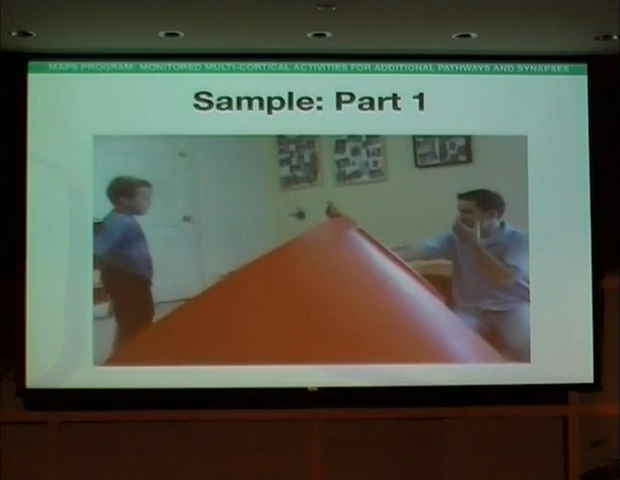 MAPS PROGRAM: MONITORED MULTI-CORTICAL ACTIVITIES FOR ADDITIONAL PATHWAYS AND SYNAPSES
Sample: Part 1